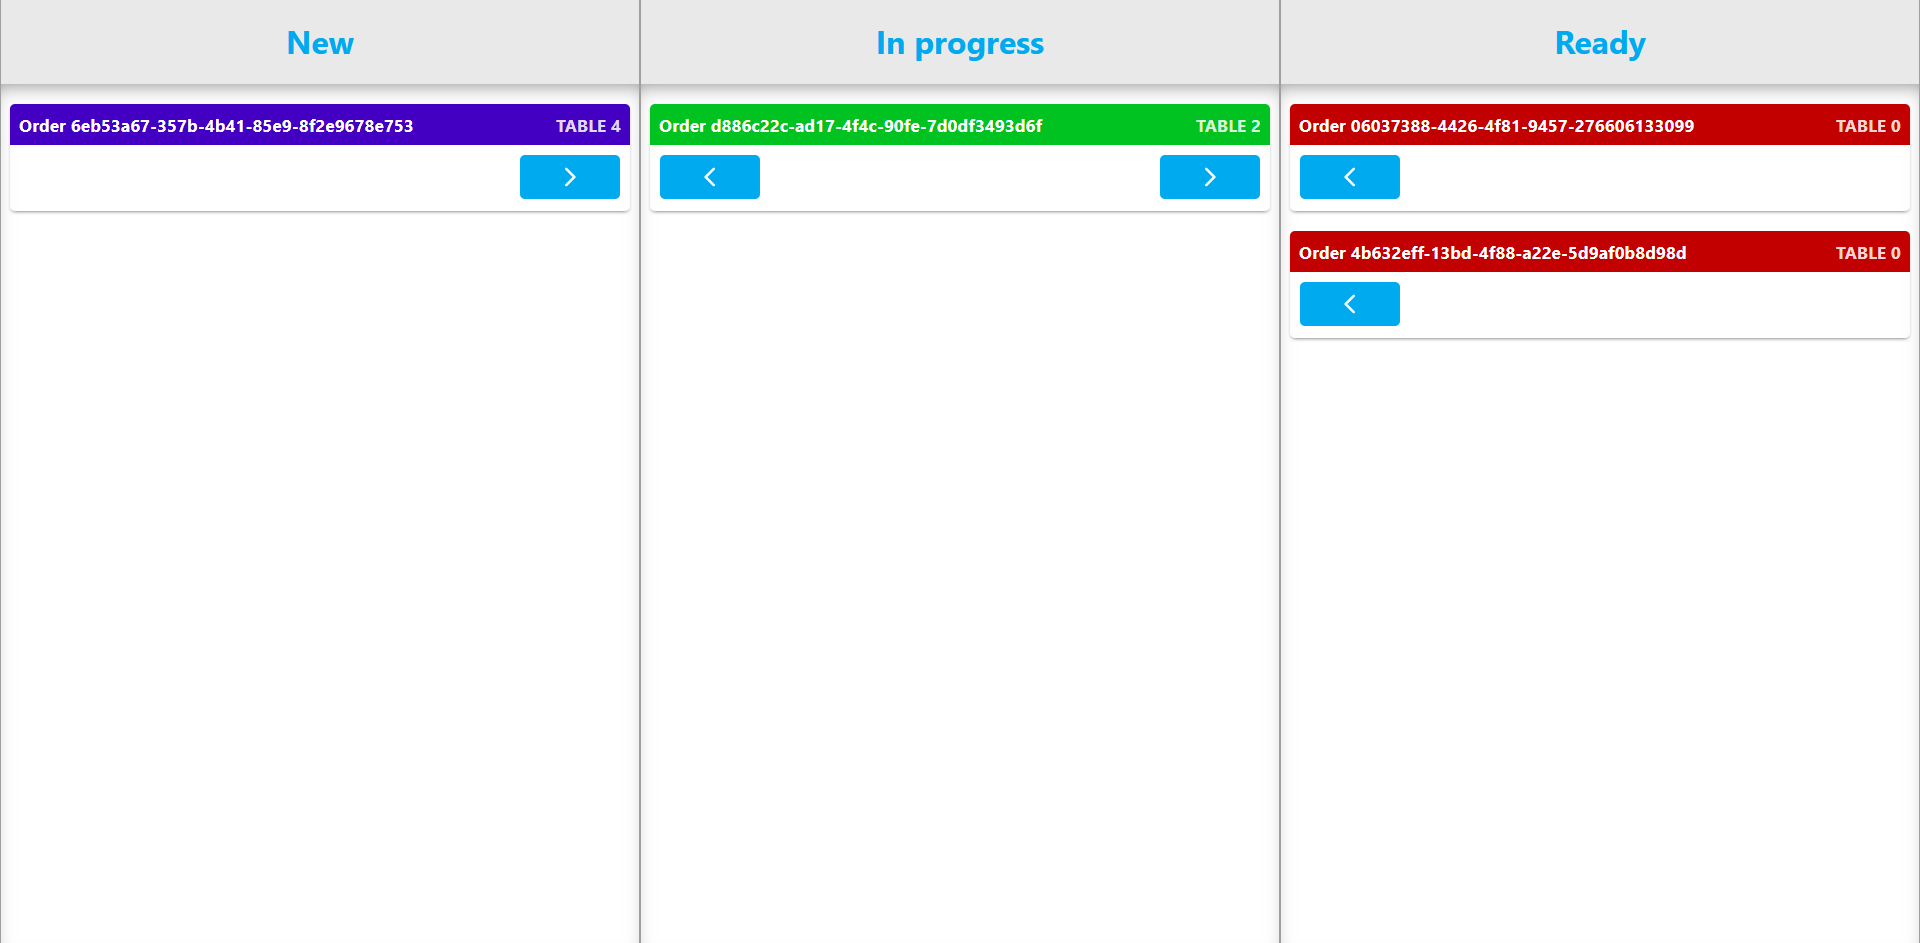 New
Order 6eb53a67-357b-4b41-85e9-8f2e9678e753 TABLE 4
In progress
Order d886c22c-ad17-4f4c-90fe-7d0df3493d6f TABLE 2
Ready
Order 06037388-4426-4f81-9457-276606133099 TABLE 0
Order 4b632eff-13bd-4f88-a22e-5d9af0b8d98d TABLE 0